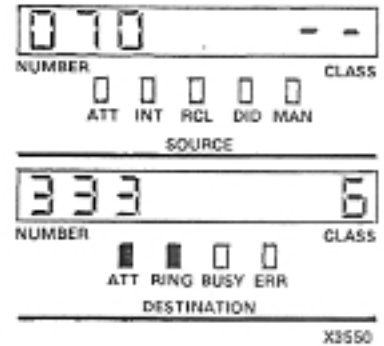 070 - -
NUMBER CLASS
ATT INT RCL DID MAN
SOURCE
333 6
NUMBER CLASS
ATT RING BUSY ERR
DESTINATION
X3550